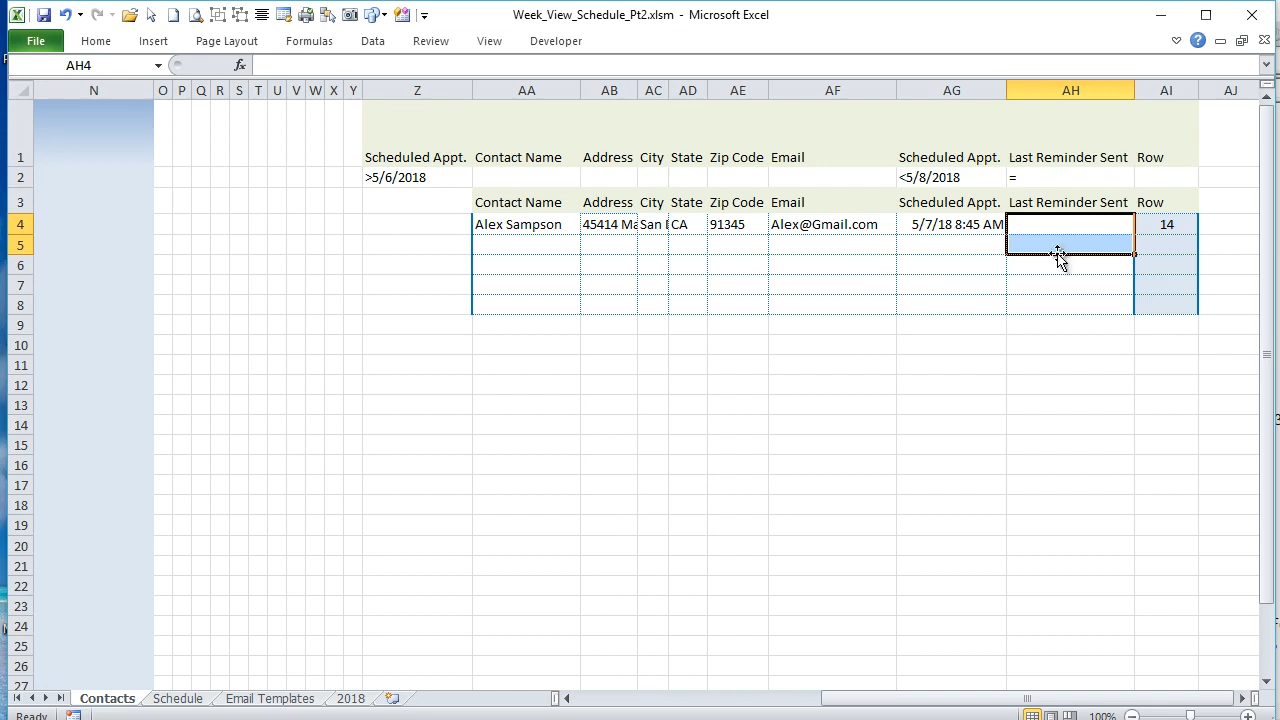 Week_View_Schedule_Pt2.xlsm - Microsoft Excel
File Home Insert Page Layout Formulas Data Review View Developer
AH4 fx
N O P Q R S T U V W X Y Z AA AB AC AD AE AF AG AH AI AJ
1 Scheduled Appt. Contact Name Address City State Zip Code Email Scheduled Appt. Last Reminder Sent Row
2 >5/6/2018 <5/8/2018 =
3 Contact Name Address City State Zip Code Email Scheduled Appt. Last Reminder Sent Row
4 Alex Sampson 45414 Ma San CA 91345 Alex@Gmail.com 5/7/18 8:45 AM 14
5
6
7
8
9
10
11
12
13
14
15
16
17
18
19
20
21
22
23
24
25
26
27
Contacts Schedule Email Templates 2018
Ready 100%